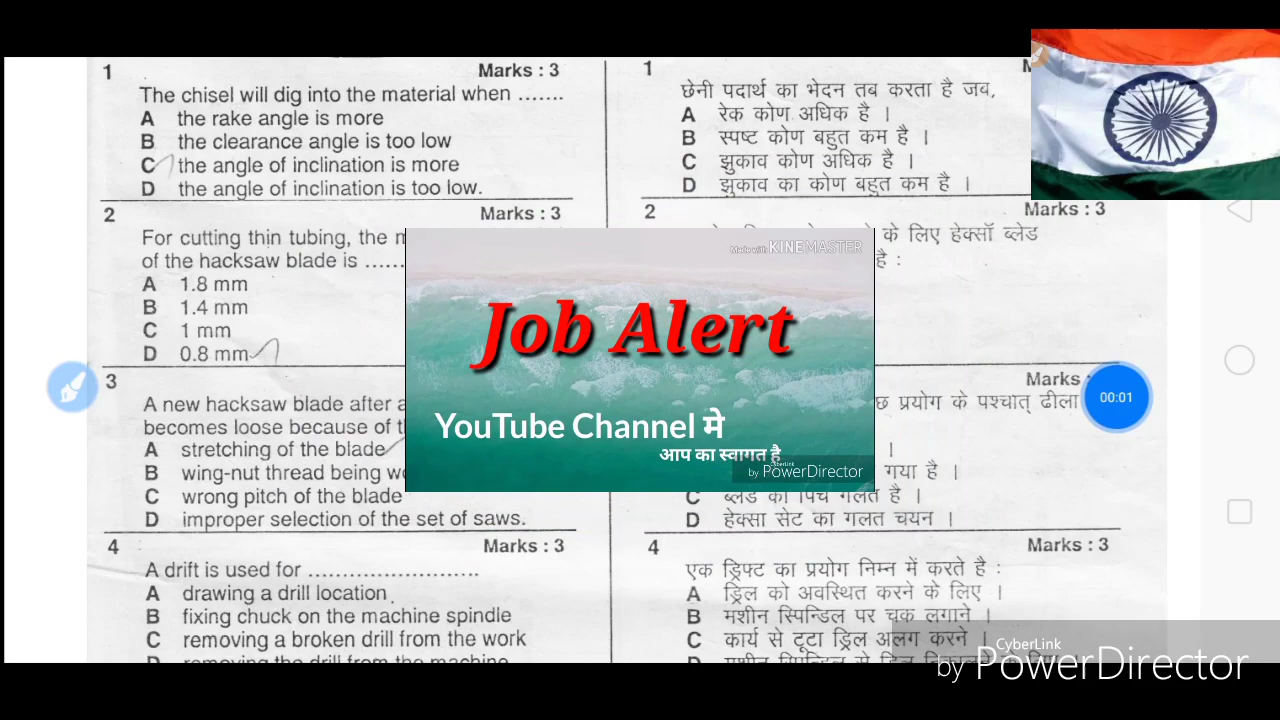 1
Marks : 3
The chisel will dig into the material when .......
A the rake angle is more
B the clearance angle is too low
C the angle of inclination is more
D the angle of inclination is too low.
2
Marks : 3
For cutting thin tubing, the
of the hacksaw blade is ......
A 1.8 mm
B 1.4 mm
C 1 mm
D 0.8 mm
3
A new hacksaw blade after a
becomes loose because of
A stretching of the blade
B wing-nut thread being
C wrong pitch of the blade
D improper selection of the set of saws.
4
Marks : 3
A drift is used for .........................
A drawing a drill location
B fixing chuck on the machine spindle
C removing a broken drill from the work
D removing the drill from the machine
1
छेनी पदार्थ का भेदन तब करता है जब,
A रेक कोण अधिक है ।
B स्पष्ट कोण बहुत कम है ।
C झुकाव कोण अधिक है ।
D झुकाव का कोण बहुत कम है ।
2
Marks : 3
के लिए हेक्सॉ ब्लेड
है :
Marks
प्रयोग के पश्चात् ढीला
।
गया है ।
C ब्लेड का पिच गलत है ।
D हेक्सा सेट का गलत चयन ।
4
Marks : 3
एक ड्रिफ्ट का प्रयोग निम्न में करते है :
A ड्रिल को अवस्थित करने के लिए ।
B मशीन स्पिन्डिल पर चक लगाने ।
C कार्य से टूटा ड्रिल अलग करने ।
Made with KINEMASTER
Job Alert
YouTube Channel मे
आप का स्वागत है
CyberLink
by PowerDirector
00:01
CyberLink
by PowerDirector